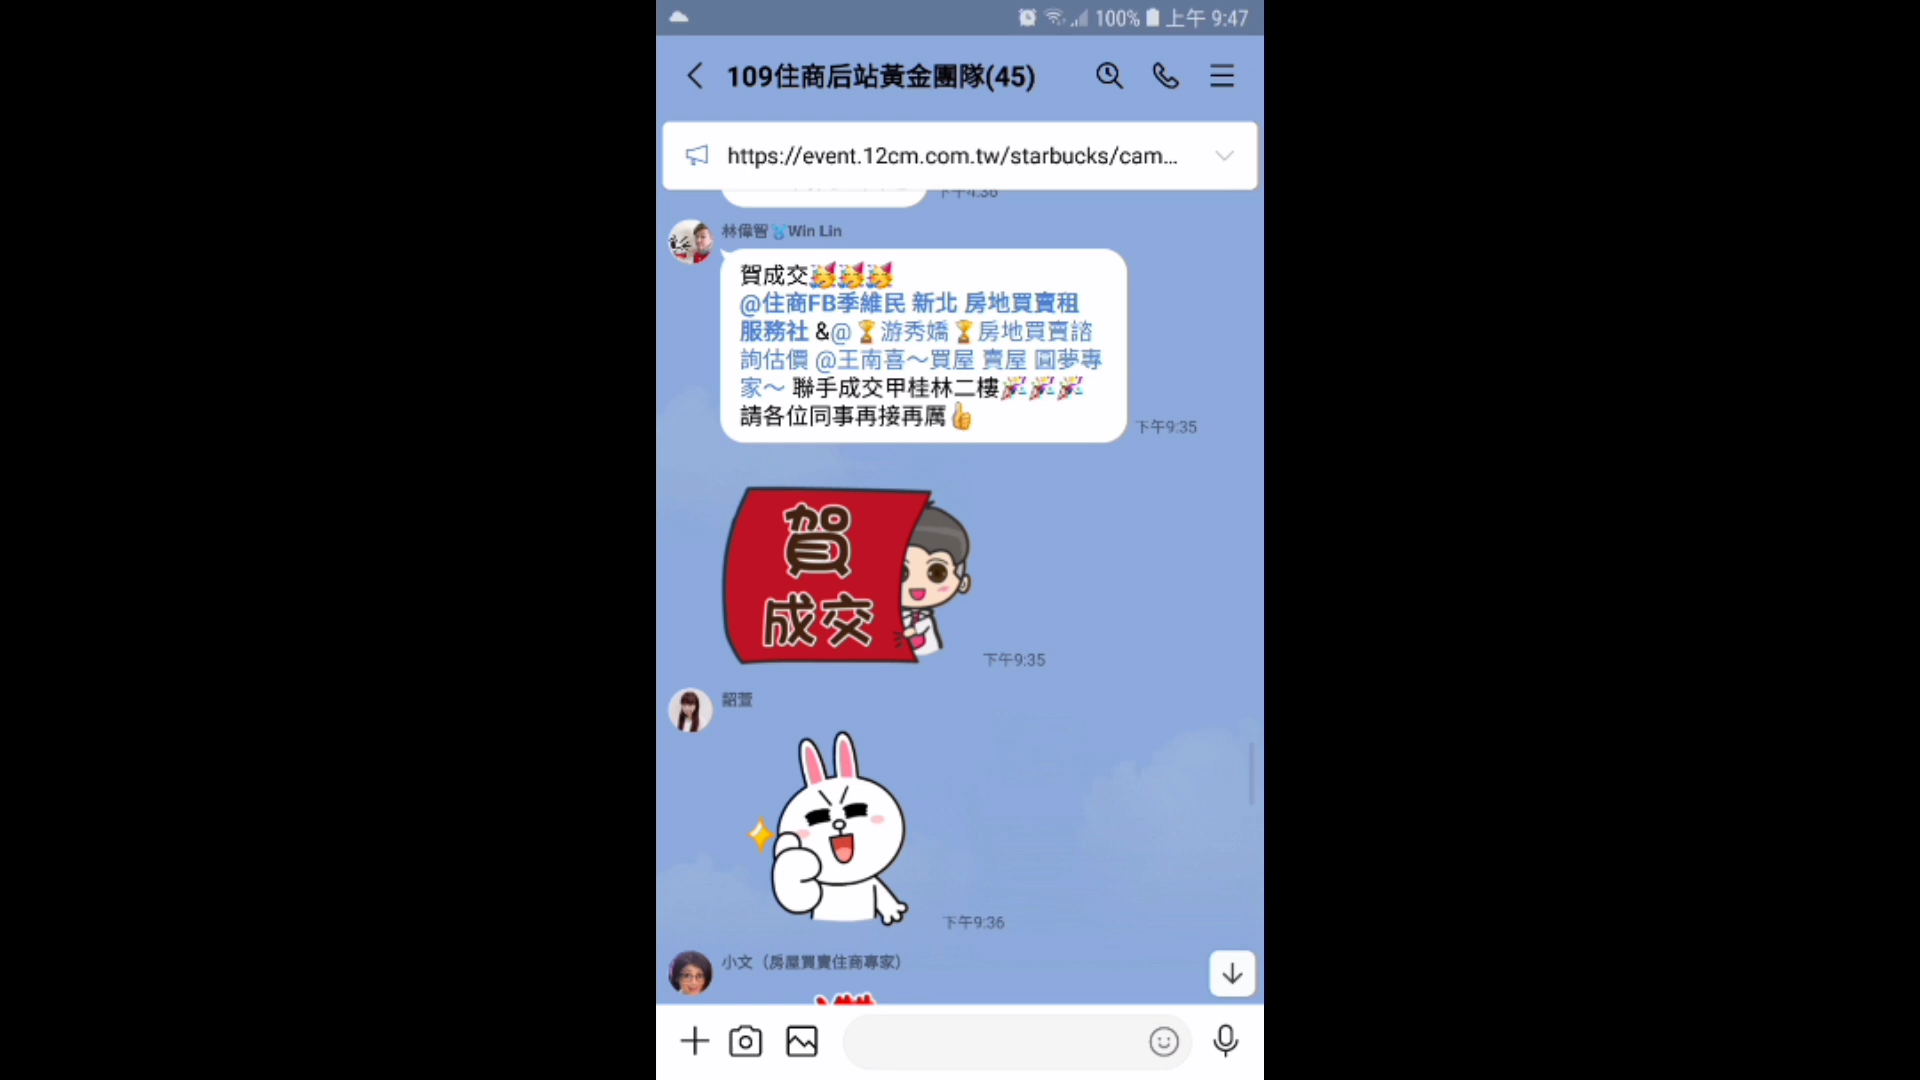 100% 上午 9:47
109住商后站黃金團隊(45)
https://event.12cm.com.tw/starbucks/cam...
下午4:36
林偉智 Win Lin
賀成交
@住商FB季維民 新北 房地買賣租
服務社 &@🏆游秀嬌🏆房地買賣諮
詢估價 @王南喜～買屋 賣屋 圓夢專
家～ 聯手成交甲桂林二樓
請各位同事再接再厲
下午9:35
賀
成交
下午9:35
韶萱
下午9:36
小文（房屋買賣住商專家）